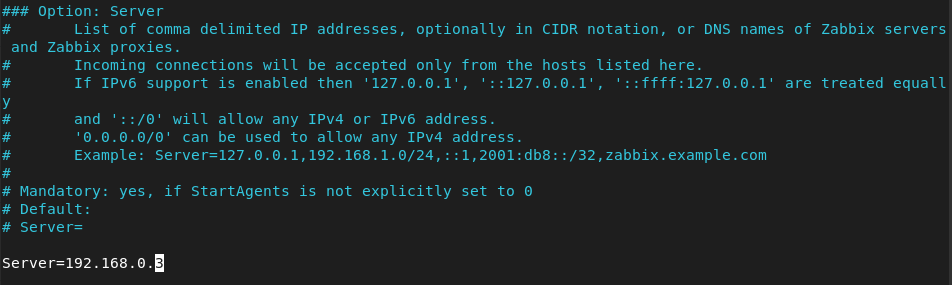 ### Option: Server
#       List of comma delimited IP addresses, optionally in CIDR notation, or DNS names of Zabbix servers
 and Zabbix proxies.
#       Incoming connections will be accepted only from the hosts listed here.
#       If IPv6 support is enabled then '127.0.0.1', '::127.0.0.1', '::ffff:127.0.0.1' are treated equall
y
#       and '::/0' will allow any IPv4 or IPv6 address.
#       '0.0.0.0/0' can be used to allow any IPv4 address.
#       Example: Server=127.0.0.1,192.168.1.0/24,::1,2001:db8::/32,zabbix.example.com
#
# Mandatory: yes, if StartAgents is not explicitly set to 0
# Default:
# Server=

Server=192.168.0.3